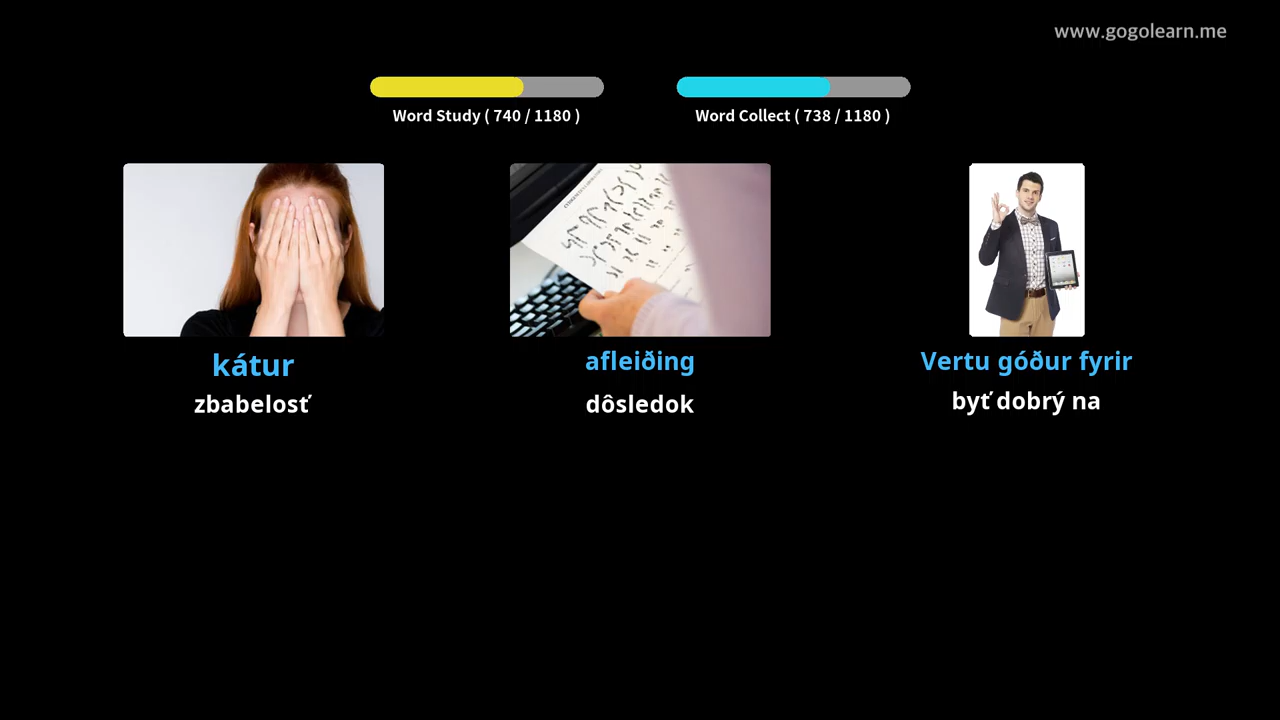 www.gogolearn.me
Word Study ( 740 / 1180 )
Word Collect ( 738 / 1180 )
kátur
afleiðing
Vertu góður fyrir
zbabelosť
dôsledok
byť dobrý na